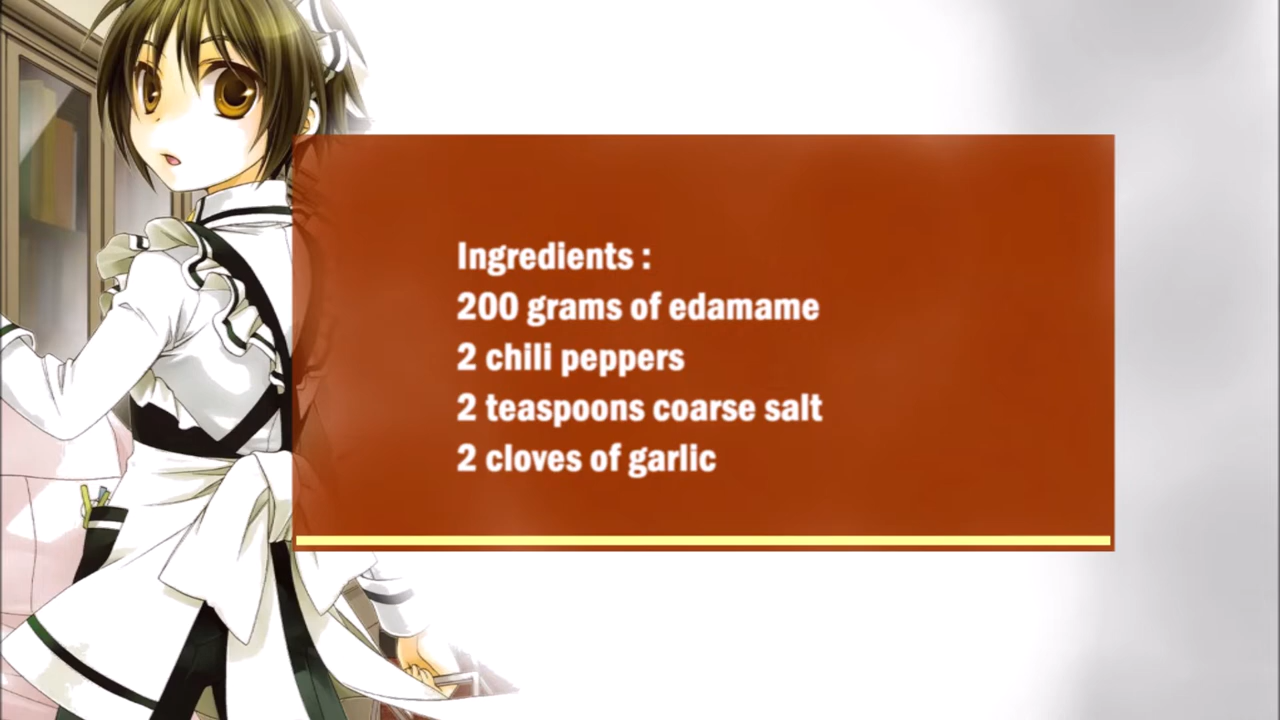 Ingredients :
200 grams of edamame
2 chili peppers
2 teaspoons coarse salt
2 cloves of garlic